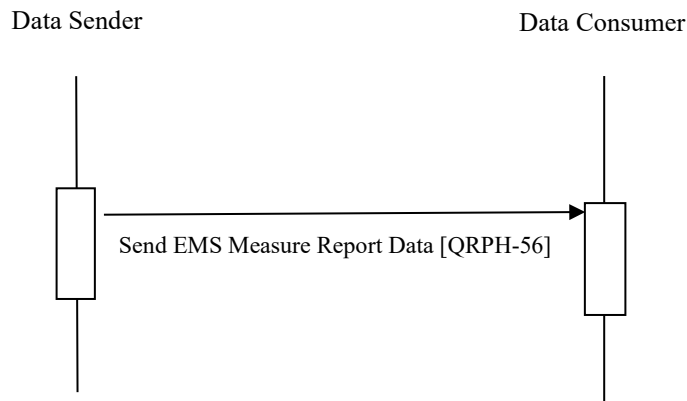 Data Sender
Data Consumer
Send EMS Measure Report Data [QRPH-56]